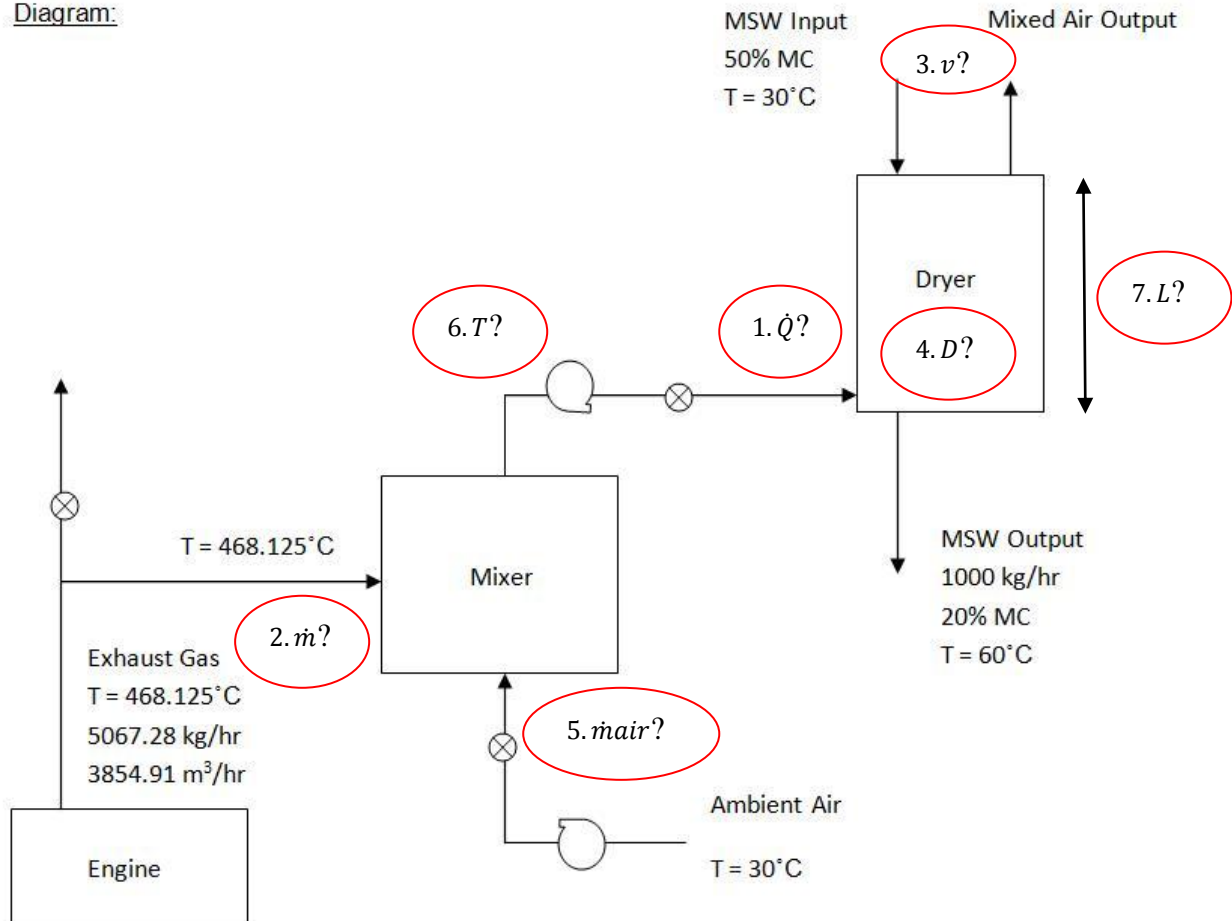 Diagram:
MSW Input
50% MC
T = 30˚C
Mixed Air Output
3. v?
Dryer
7. L?
6. T?
1. Q̇?
4. D?
T = 468.125˚C
Mixer
2. ṁ?
MSW Output
1000 kg/hr
20% MC
T = 60˚C
Exhaust Gas
T = 468.125˚C
5067.28 kg/hr
3854.91 m³/hr
5. ṁair?
Ambient Air
T = 30˚C
Engine